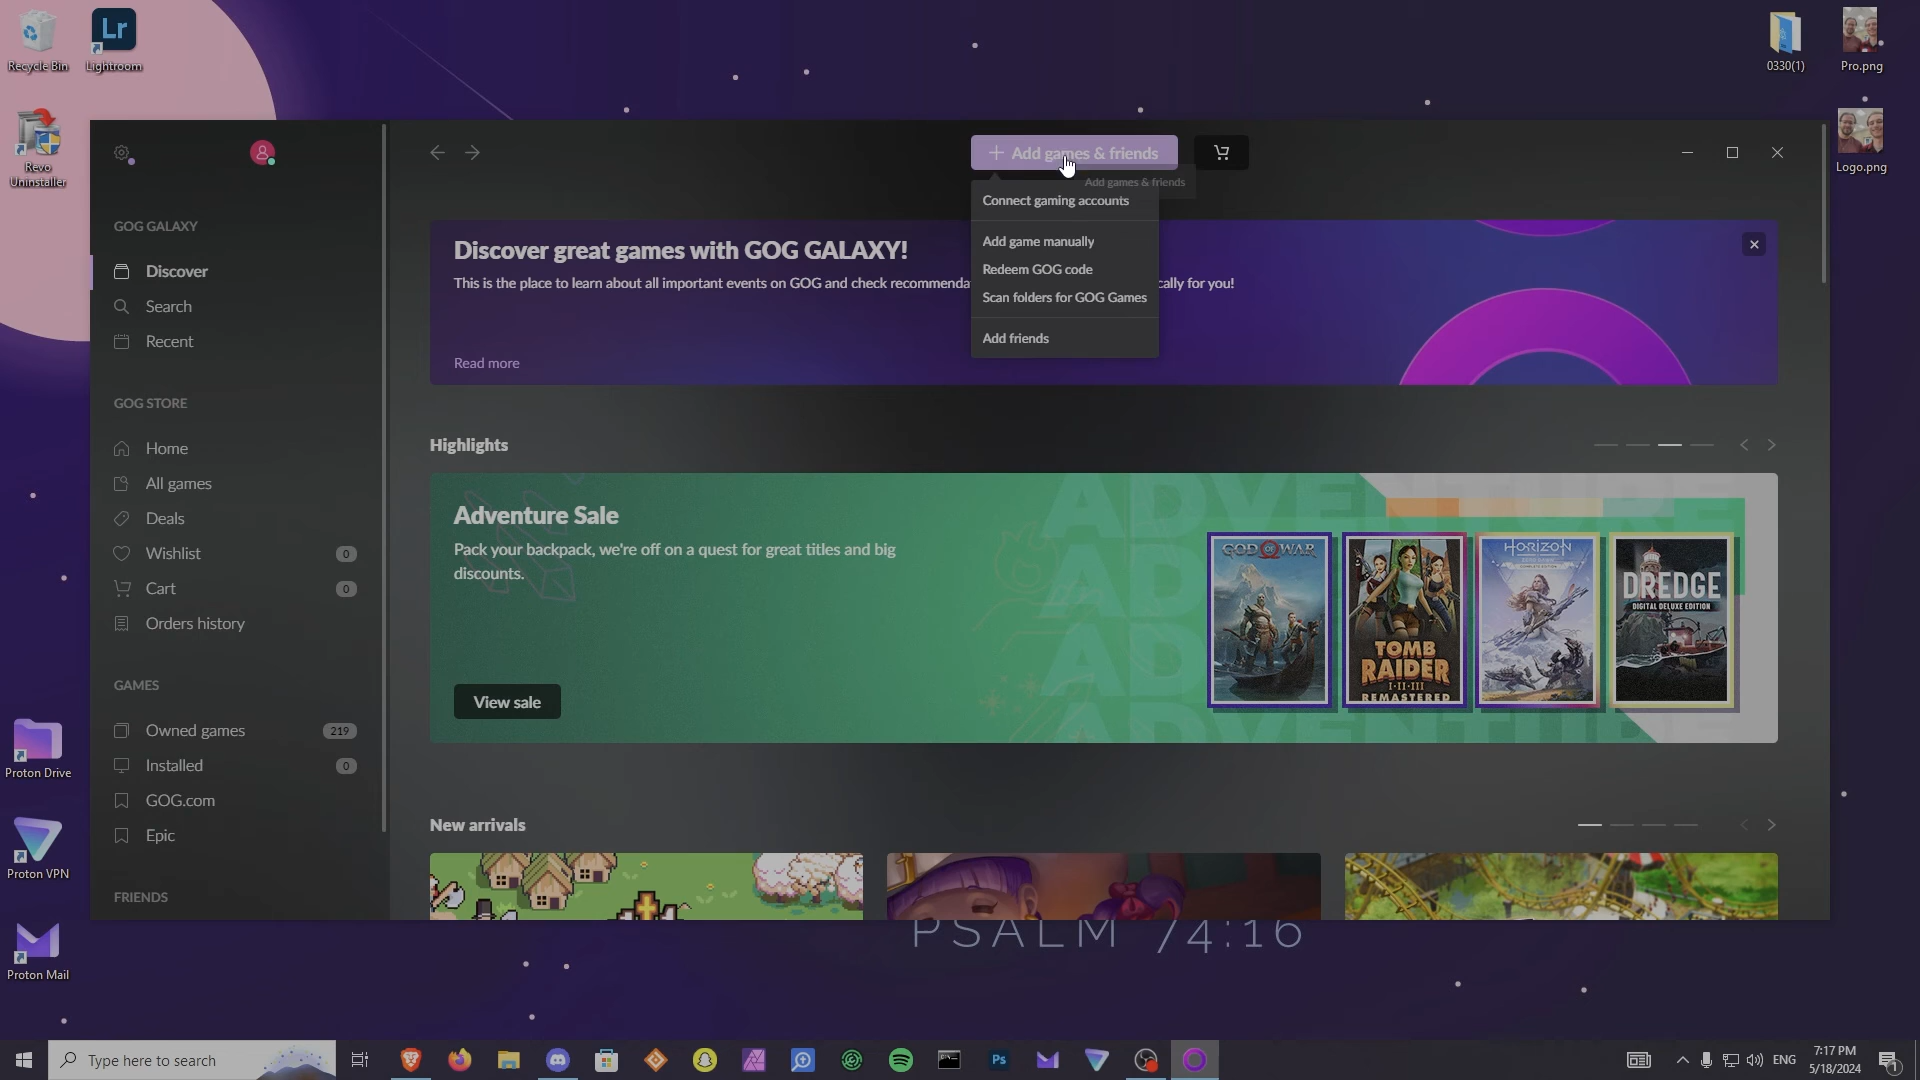 Recycle Bin
Lightroom
0330(1)
Pro.png
Revo
Uninstaller
Logo.png
Add games & friends
Add games & friends
Connect gaming accounts
Add game manually
Redeem GOG code
Scan folders for GOG Games
Add friends
GOG GALAXY
Discover
Search
Recent
GOG STORE
Home
All games
Deals
Wishlist 0
Cart 0
Orders history
GAMES
Owned games 219
Installed 0
GOG.com
Epic
FRIENDS
Discover great games with GOG GALAXY!
This is the place to learn about all important events on GOG and check recommenda cally for you!
Read more
Highlights
Adventure Sale
Pack your backpack, we're off on a quest for great titles and big
discounts.
View sale
ADVENTURE
GOD OF WAR
TOMB
RAIDER
I·II·III
REMASTERED
HORIZON
COMPLETE EDITION
DREDGE
DIGITAL DELUXE EDITION
New arrivals
PSALM 74:16
Proton Drive
Proton VPN
Proton Mail
Type here to search
Ps
ENG
7:17 PM
5/18/2024
1
Lr